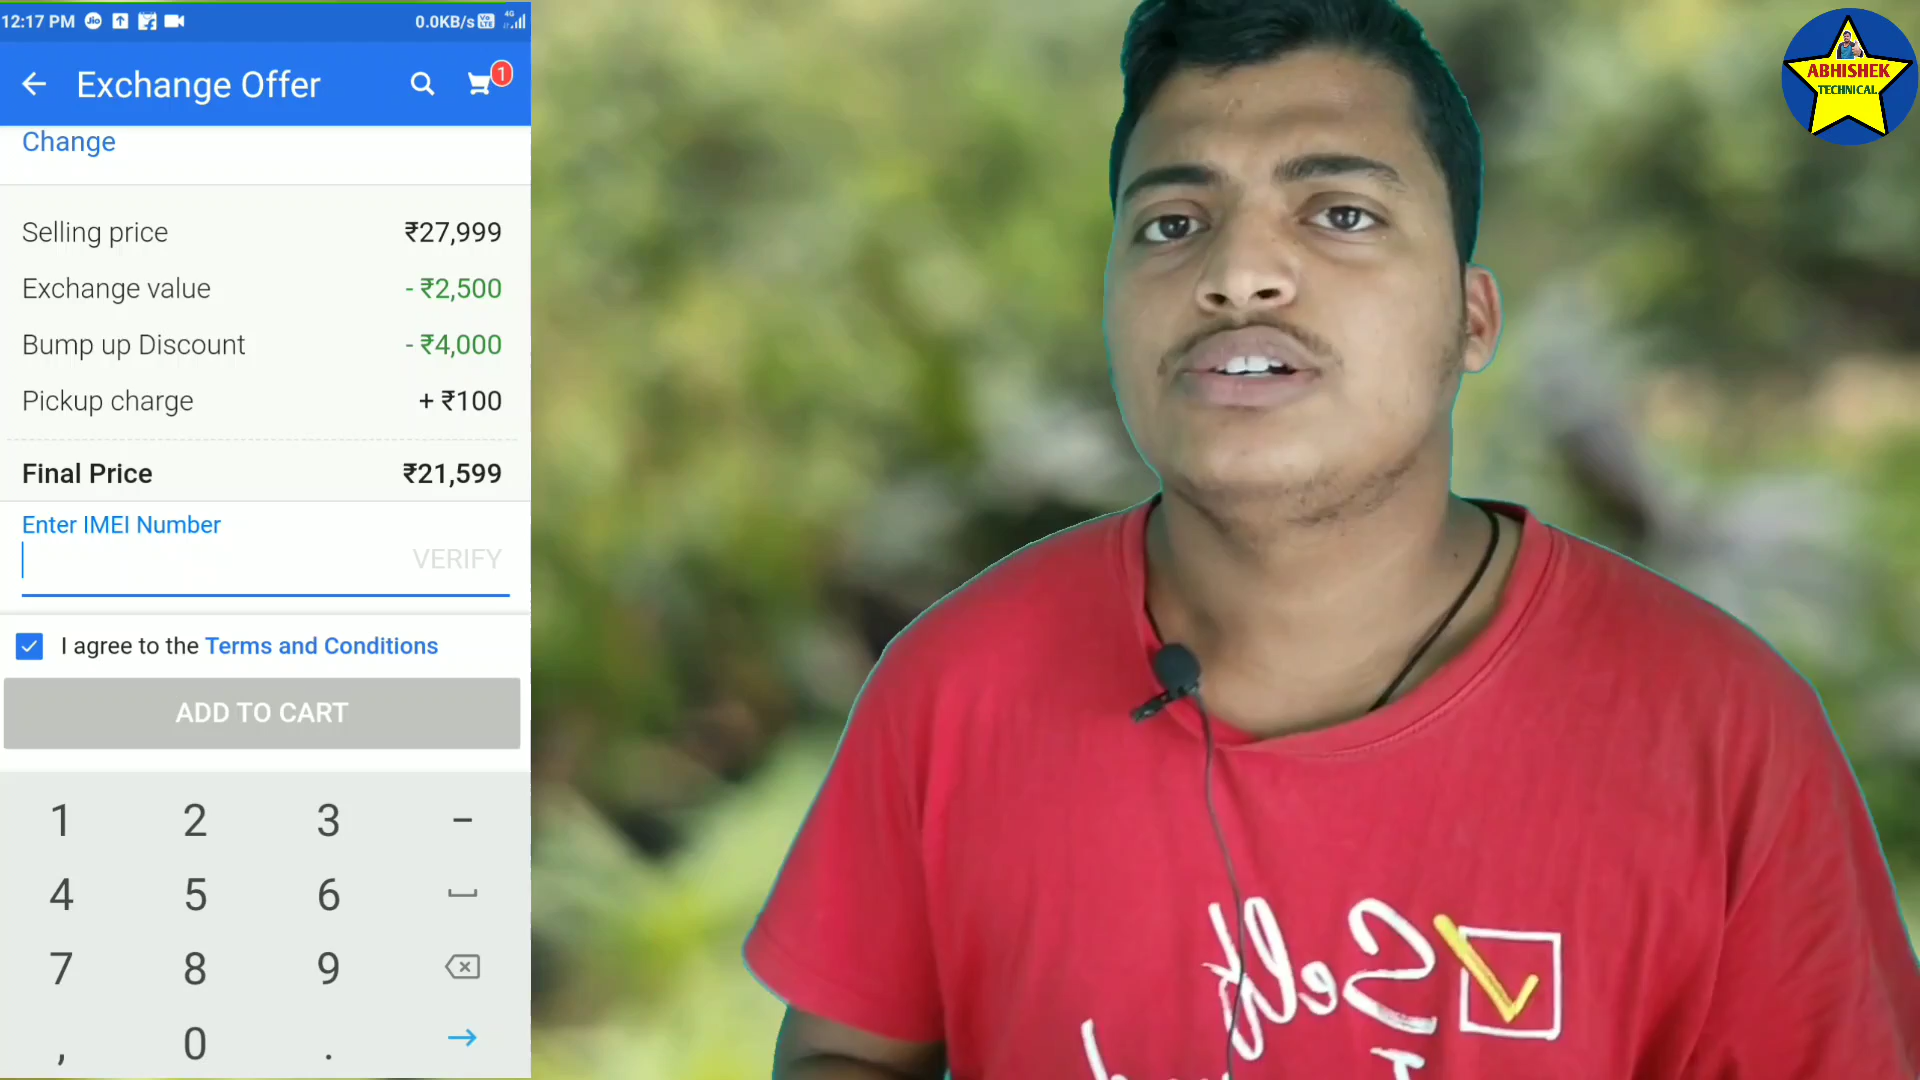 12:17 PM
0.0KB/s
4G
Exchange Offer
1
Change
Selling price ₹27,999
Exchange value - ₹2,500
Bump up Discount - ₹4,000
Pickup charge + ₹100
Final Price ₹21,599
Enter IMEI Number
VERIFY
I agree to the Terms and Conditions
ADD TO CART
1 2 3 –
4 5 6
7 8 9
, 0 .
ABHISHEK
TECHNICAL
Self